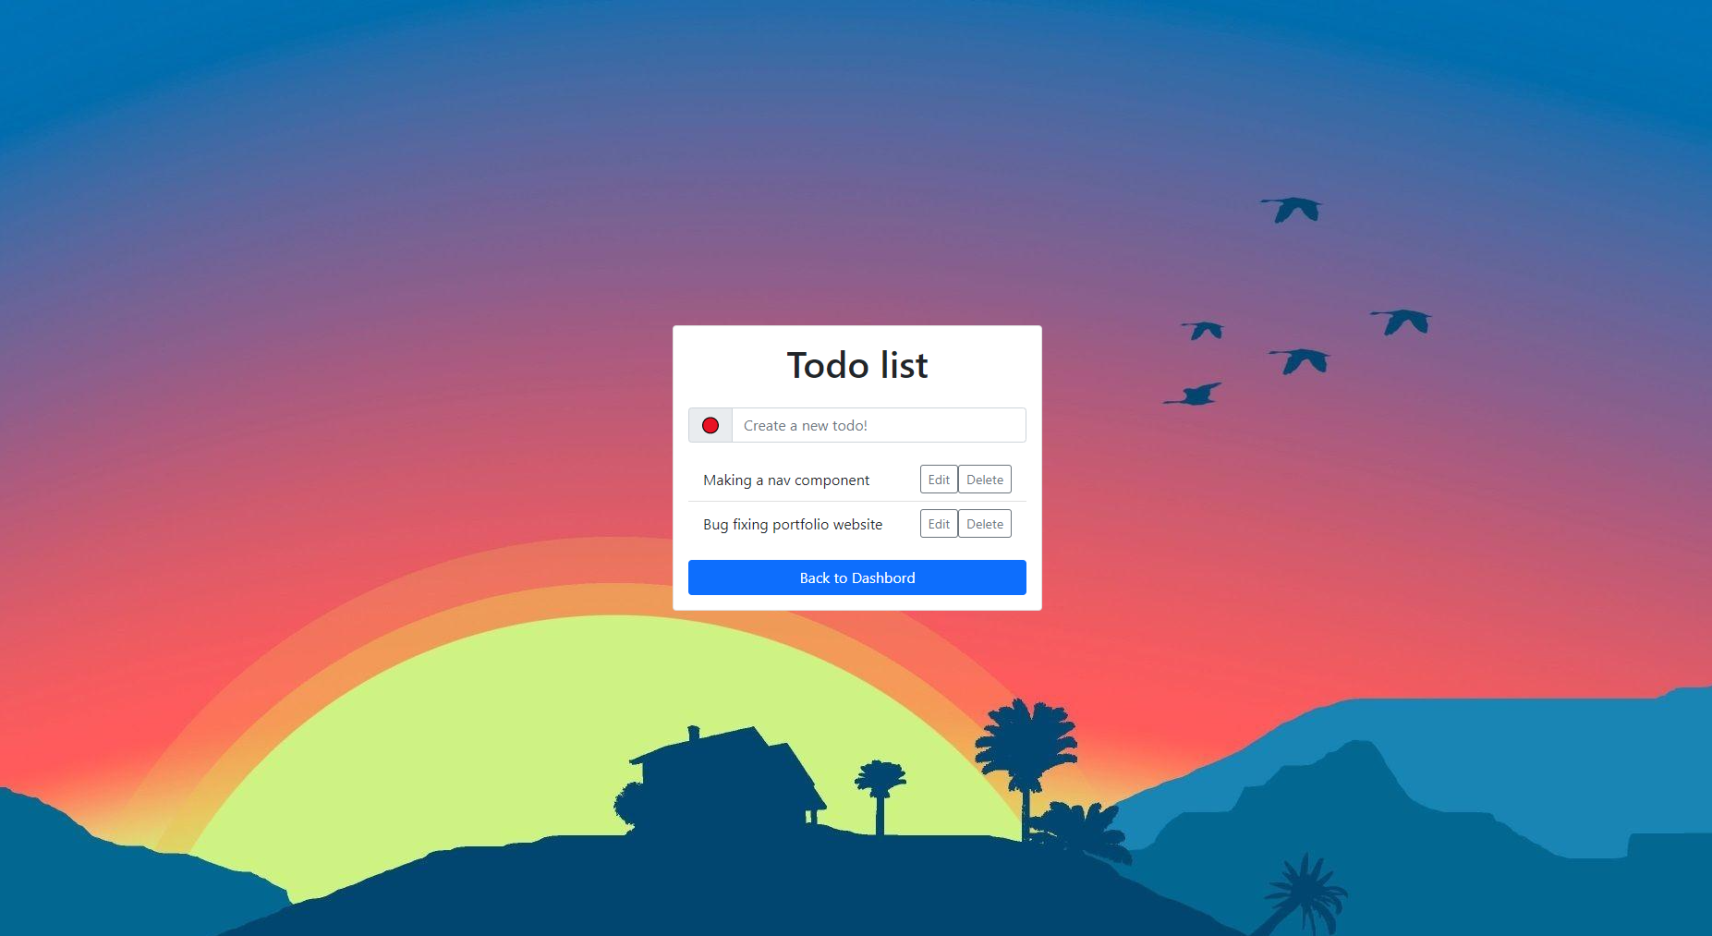 Todo list
Create a new todo!
Making a nav component Edit Delete
Bug fixing portfolio website Edit Delete
Back to Dashbord